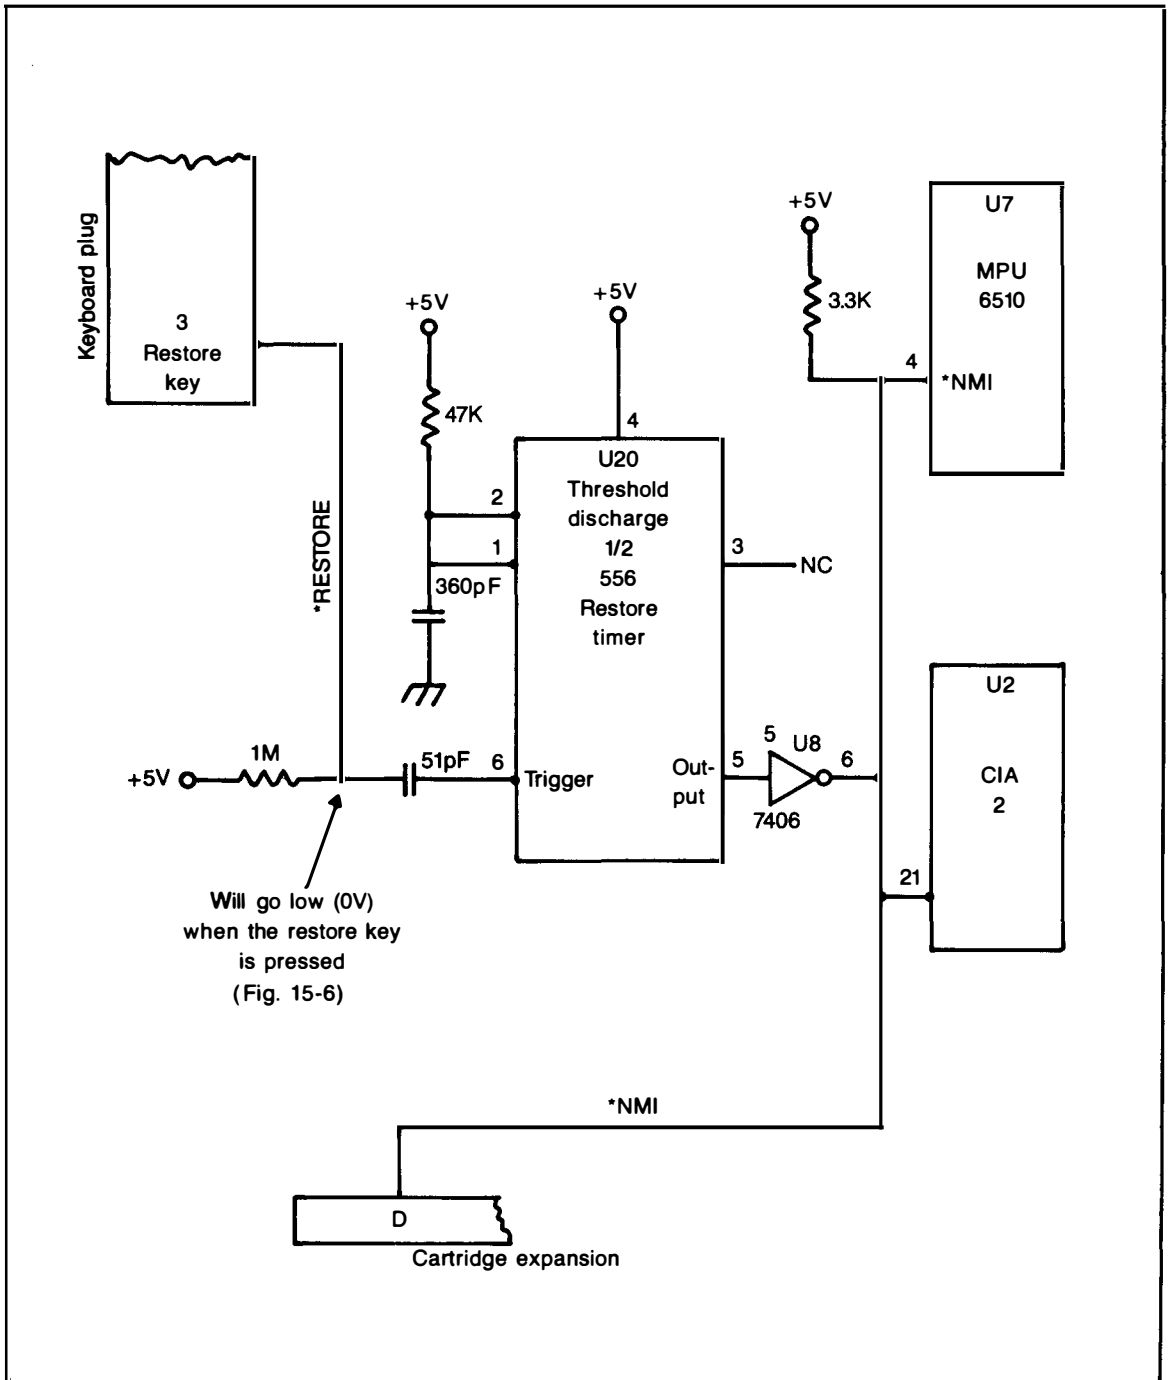 Keyboard plug
3
Restore
key
*RESTORE
+5V
47K
2
1
360pF
+5V
4
U20
Threshold
discharge
1/2
556
Restore
timer
3
NC
+5V
3.3K
U7
MPU
6510
4
*NMI
+5V
1M
51pF
6
Trigger
Out-
put
5
5
U8
6
7406
U2
CIA
2
21
Will go low (0V)
when the restore key
is pressed
(Fig. 15-6)
*NMI
D
Cartridge expansion